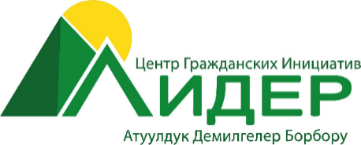 Центр Гражданских Инициатив
ЛИДЕР
Атуулдук Демилгелер Борбору